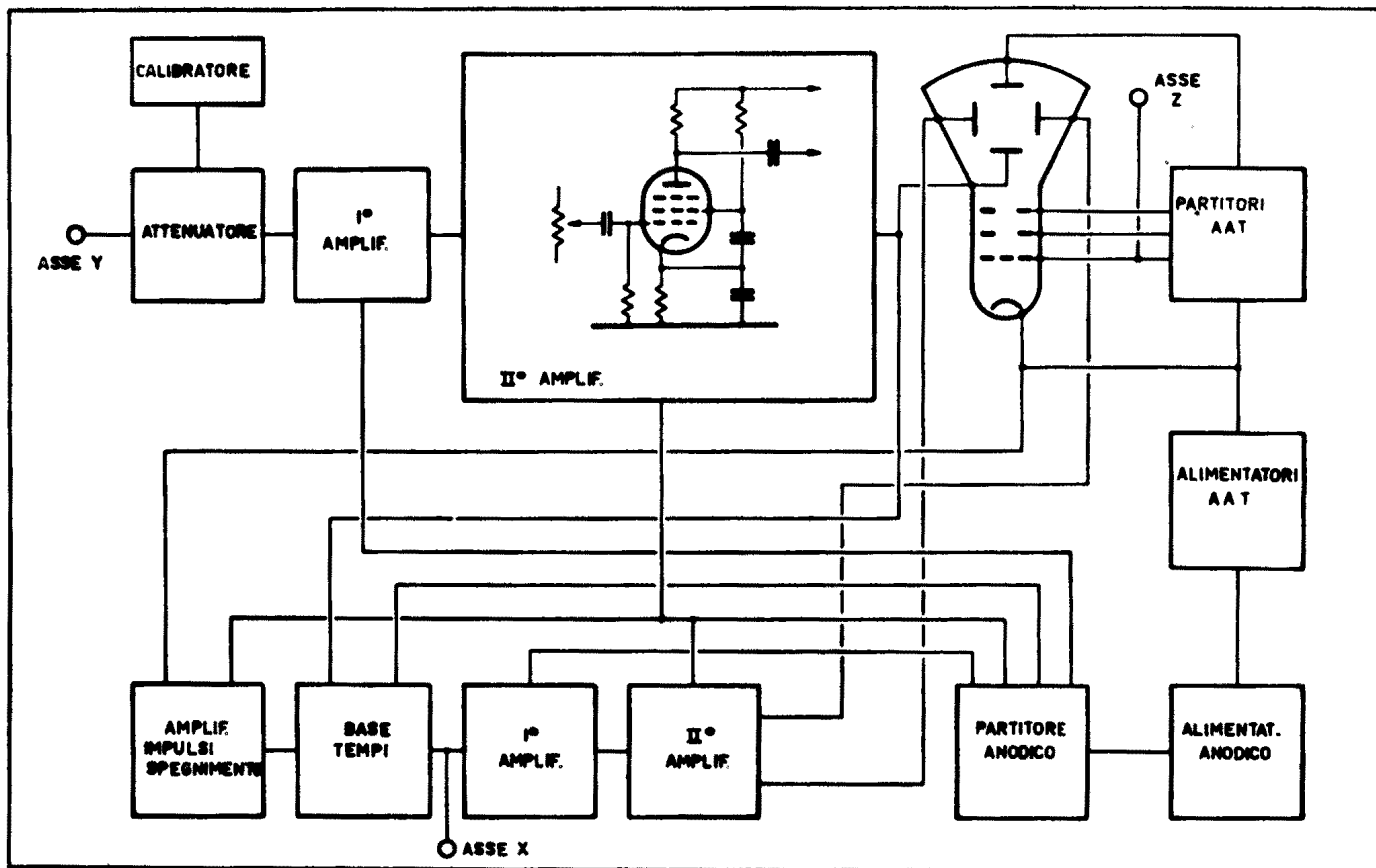 CALIBRATORE
ATTENUATORE
ASSE Y
I° 
AMPLIF.
II° AMPLIF.
ASSE
Z
PARTITORI
AAT
ALIMENTATORI
AAT
AMPLIF.
IMPULSI
SPEGNIMENTO
BASE
TEMPI
I°
AMPLIF.
II°
AMPLIF.
PARTITORE
ANODICO
ALIMENTAT.
ANODICO
ASSE X